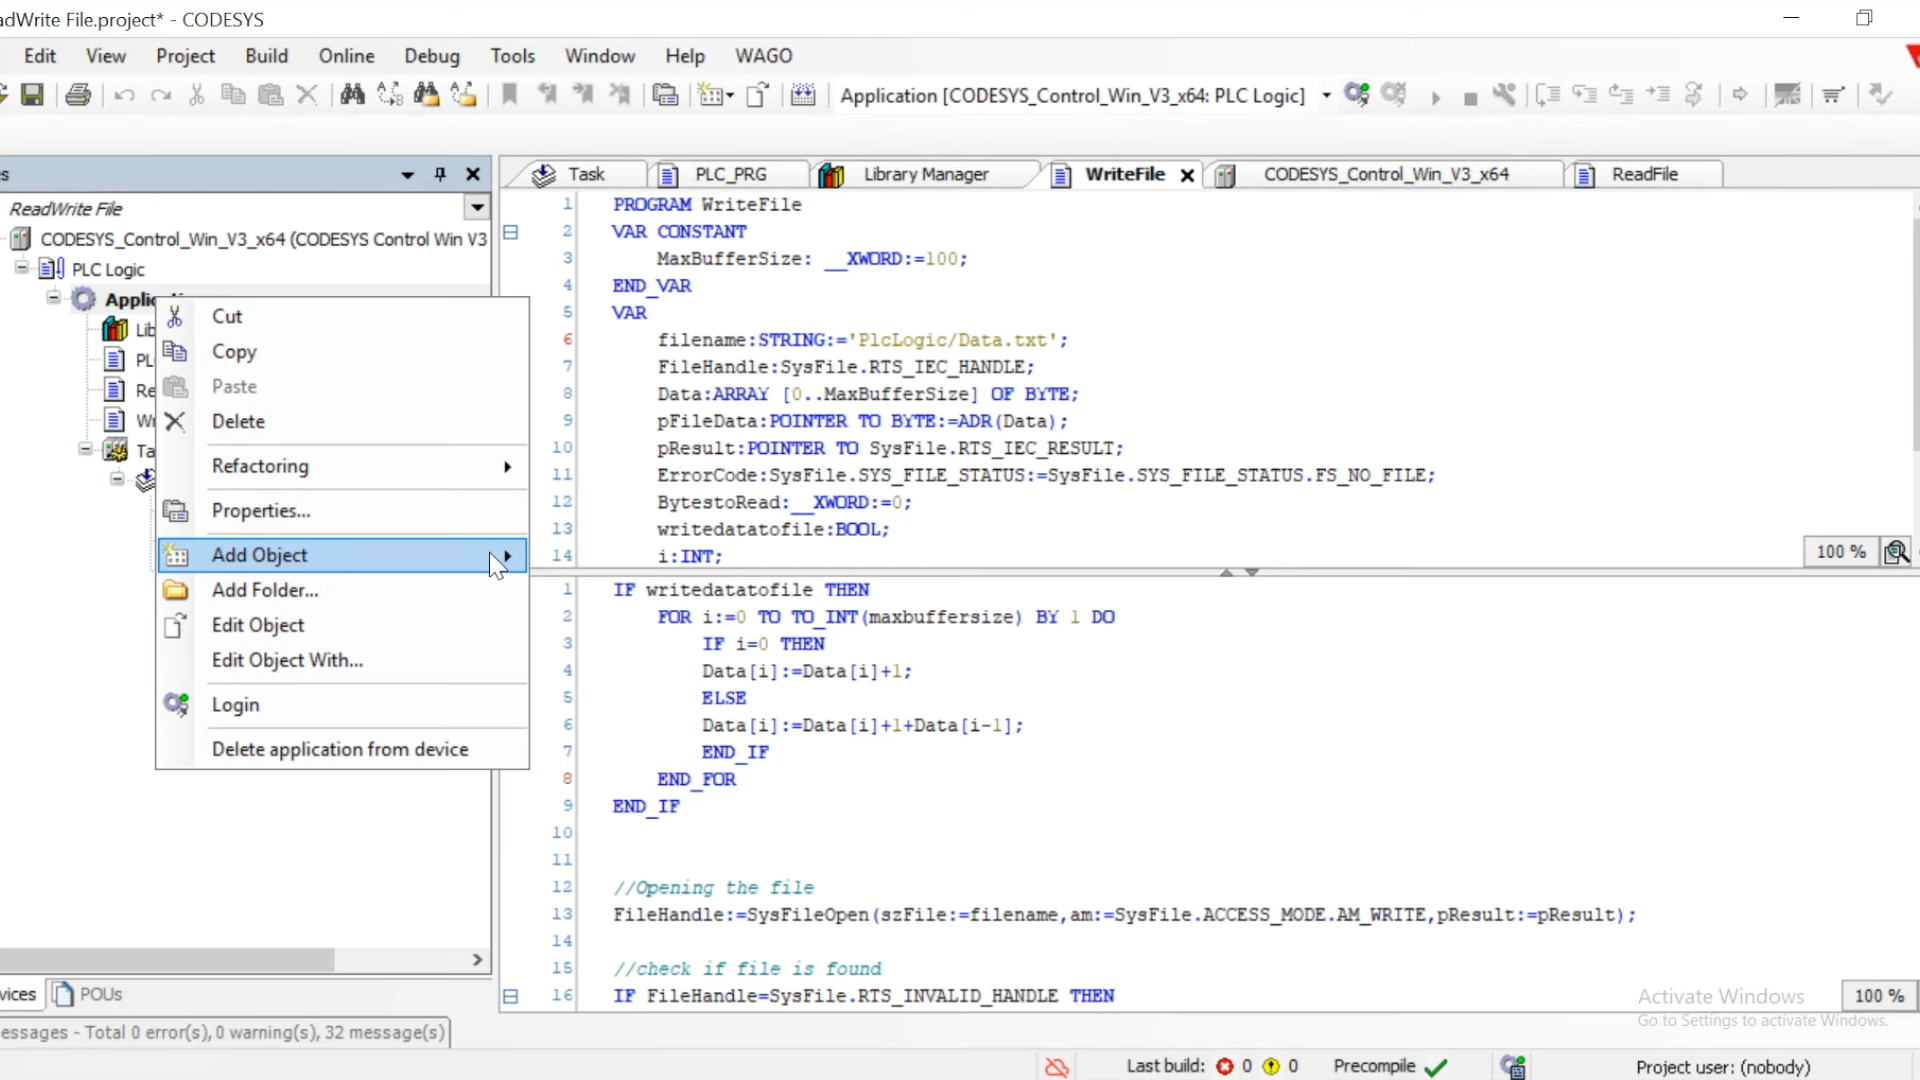 adWrite File.project* - CODESYS
Edit View Project Build Online Debug Tools Window Help WAGO
Application [CODESYS_Control_Win_V3_x64: PLC Logic]
Task PLC_PRG Library Manager WriteFile CODESYS_Control_Win_V3_x64 ReadFile
ReadWrite File
CODESYS_Control_Win_V3_x64 (CODESYS Control Win V3
PLC Logic
Applic
Lib
PL
Re
Wr
Ta
Cut
Copy
Paste
Delete
Refactoring
Properties...
Add Object
Add Folder...
Edit Object
Edit Object With...
Login
Delete application from device
1 PROGRAM WriteFile
2 VAR CONSTANT
3 MaxBufferSize: __XWORD:=100;
4 END_VAR
5 VAR
6 filename:STRING:='PlcLogic/Data.txt';
7 FileHandle:SysFile.RTS_IEC_HANDLE;
8 Data:ARRAY [0..MaxBufferSize] OF BYTE;
9 pFileData:POINTER TO BYTE:=ADR(Data);
10 pResult:POINTER TO SysFile.RTS_IEC_RESULT;
11 ErrorCode:SysFile.SYS_FILE_STATUS:=SysFile.SYS_FILE_STATUS.FS_NO_FILE;
12 BytestoRead:__XWORD:=0;
13 writedatatofile:BOOL;
14 i:INT;
100 %
1 IF writedatatofile THEN
2 FOR i:=0 TO TO_INT(maxbuffersize) BY 1 DO
3 IF i=0 THEN
4 Data[i]:=Data[i]+1;
5 ELSE
6 Data[i]:=Data[i]+1+Data[i-1];
7 END_IF
8 END_FOR
9 END_IF
10
11
12 //Opening the file
13 FileHandle:=SysFileOpen(szFile:=filename,am:=SysFile.ACCESS_MODE.AM_WRITE,pResult:=pResult);
14
15 //check if file is found
16 IF FileHandle=SysFile.RTS_INVALID_HANDLE THEN
100 %
vices POUs
essages - Total 0 error(s), 0 warning(s), 32 message(s)
Activate Windows
Go to Settings to activate Windows.
Last build: 0 0 Precompile Project user: (nobody)